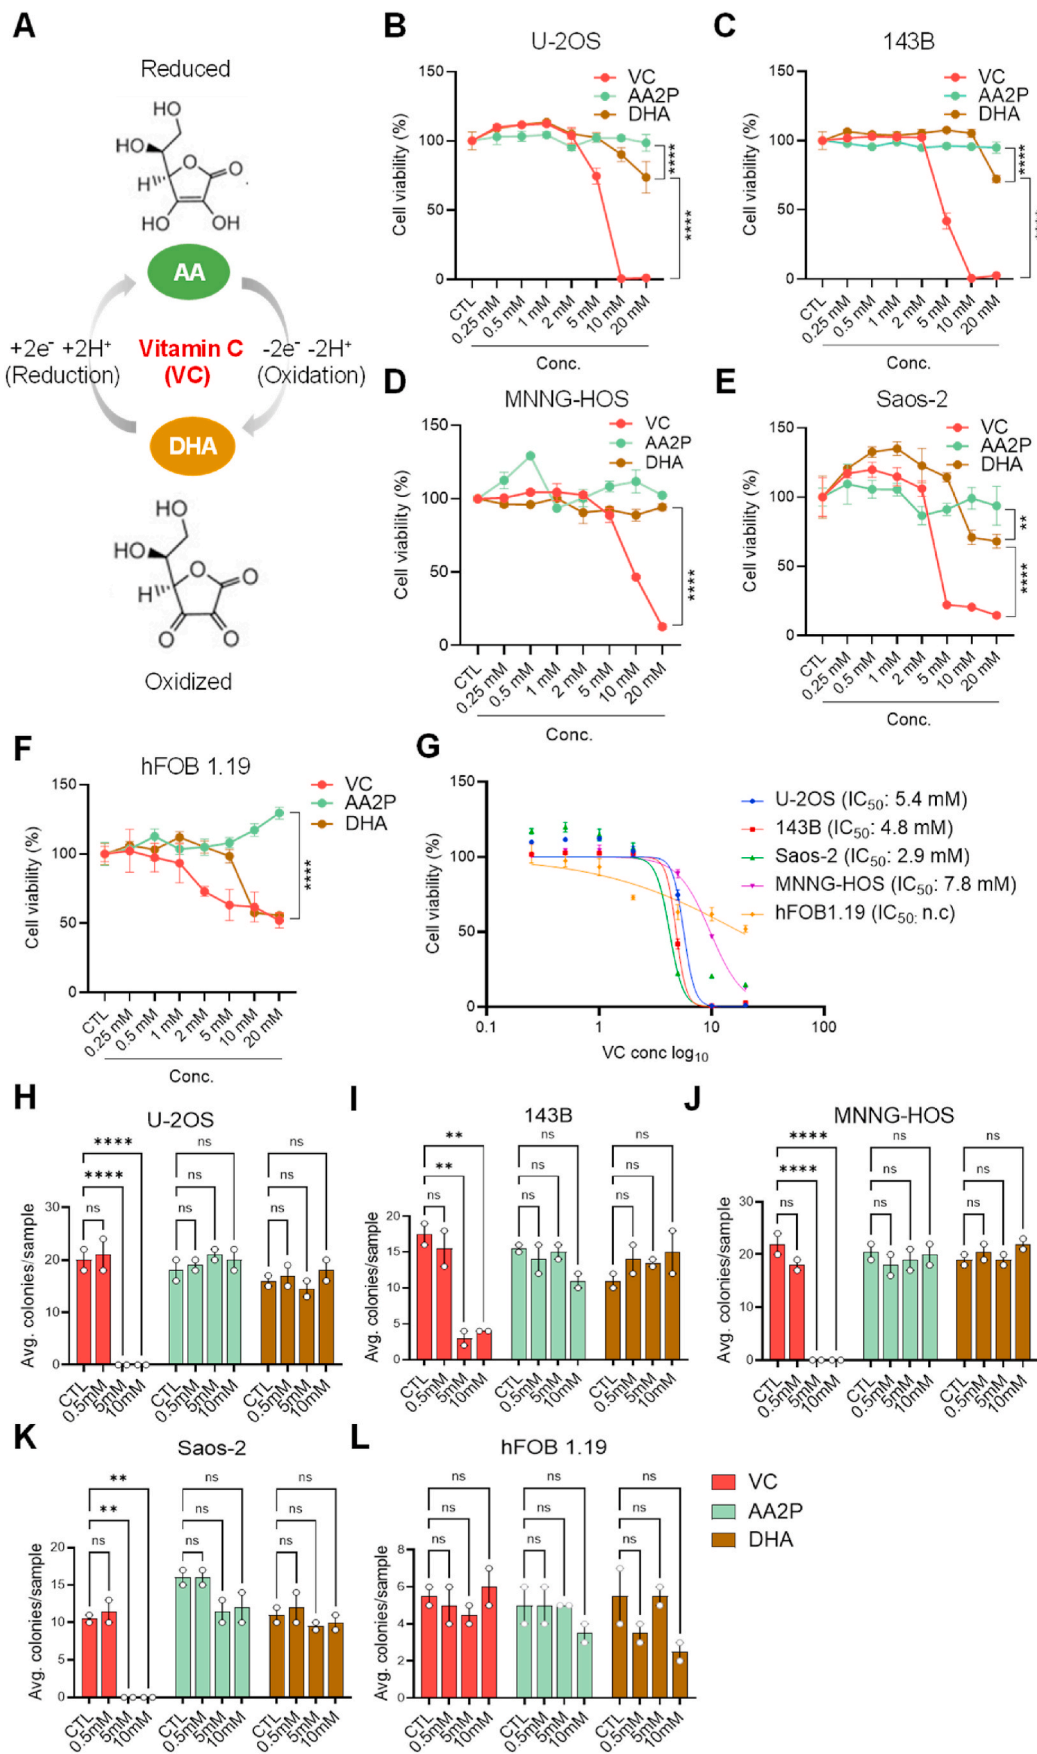 A
Reduced
HO
HO
O
O
H
HO
OH
AA
+2e⁻ +2H⁺
(Reduction)
Vitamin C
(VC)
-2e⁻ -2H⁺
(Oxidation)
DHA
HO
HO
O
O
H
O
O
Oxidized
B
U-2OS
VC
AA2P
DHA
Cell viability (%)
150
100
50
0
****
****
CTL
0.25 mM
0.5 mM
1 mM
2 mM
5 mM
10 mM
20 mM
Conc.
C
143B
VC
AA2P
DHA
Cell viability (%)
150
100
50
0
****
CTL
0.25 mM
0.5 mM
1 mM
2 mM
5 mM
10 mM
20 mM
Conc.
D
MNNG-HOS
VC
AA2P
DHA
Cell viability (%)
150
100
50
0
****
CTL
0.25 mM
0.5 mM
1 mM
2 mM
5 mM
10 mM
20 mM
Conc.
E
Saos-2
VC
AA2P
DHA
Cell viability (%)
150
100
50
0
**
****
CTL
0.25 mM
0.5 mM
1 mM
2 mM
5 mM
10 mM
20 mM
Conc.
F
hFOB 1.19
VC
AA2P
DHA
Cell viability (%)
150
100
50
0
****
CTL
0.25 mM
0.5 mM
1 mM
2 mM
5 mM
10 mM
20 mM
Conc.
G
Cell viability (%)
150
100
50
0
0.1
1
10
100
VC conc log₁₀
U-2OS (IC₅₀: 5.4 mM)
143B (IC₅₀: 4.8 mM)
Saos-2 (IC₅₀: 2.9 mM)
MNNG-HOS (IC₅₀: 7.8 mM)
hFOB1.19 (IC₅₀: n.c)
H
U-2OS
**** ns ns
**** ns ns
ns ns ns
Avg. colonies/sample
30
20
10
0
CTL 0.5mM 5mM 10mM CTL 0.5mM 5mM 10mM CTL 0.5mM 5mM 10mM
I
143B
** ns ns
** ns ns
ns ns ns
Avg. colonies/sample
20
15
10
5
0
CTL 0.5mM 5mM 10mM CTL 0.5mM 5mM 10mM CTL 0.5mM 5mM 10mM
J
MNNG-HOS
**** ns ns
**** ns ns
ns ns ns
Avg. colonies/sample
30
20
10
0
CTL 0.5mM 5mM 10mM CTL 0.5mM 5mM 10mM CTL 0.5mM 5mM 10mM
K
Saos-2
** ns ns
** ns ns
ns ns ns
Avg. colonies/sample
20
15
10
5
0
CTL 0.5mM 5mM 10mM CTL 0.5mM 5mM 10mM CTL 0.5mM 5mM 10mM
L
hFOB 1.19
ns ns ns
ns ns ns
ns ns ns
Avg. colonies/sample
8
6
4
2
0
CTL 0.5mM 5mM 10mM CTL 0.5mM 5mM 10mM CTL 0.5mM 5mM 10mM
VC
AA2P
DHA